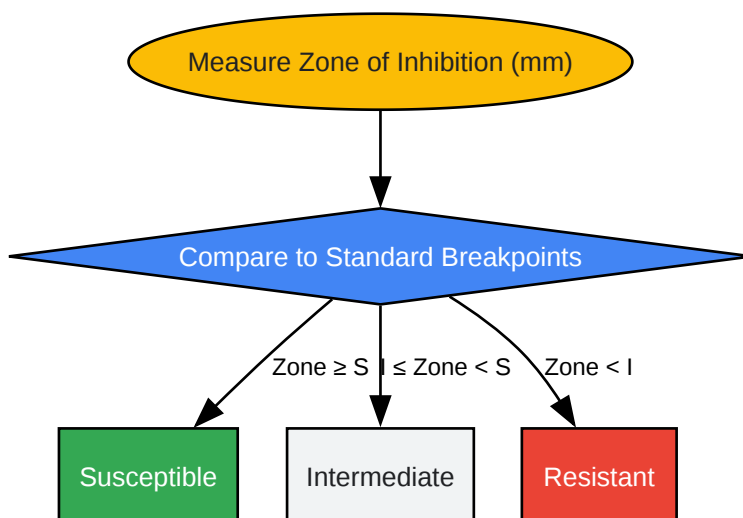 Measure Zone of Inhibition (mm)
Compare to Standard Breakpoints
Zone ≥ S
I ≤ Zone < S
Zone < I
Susceptible
Intermediate
Resistant